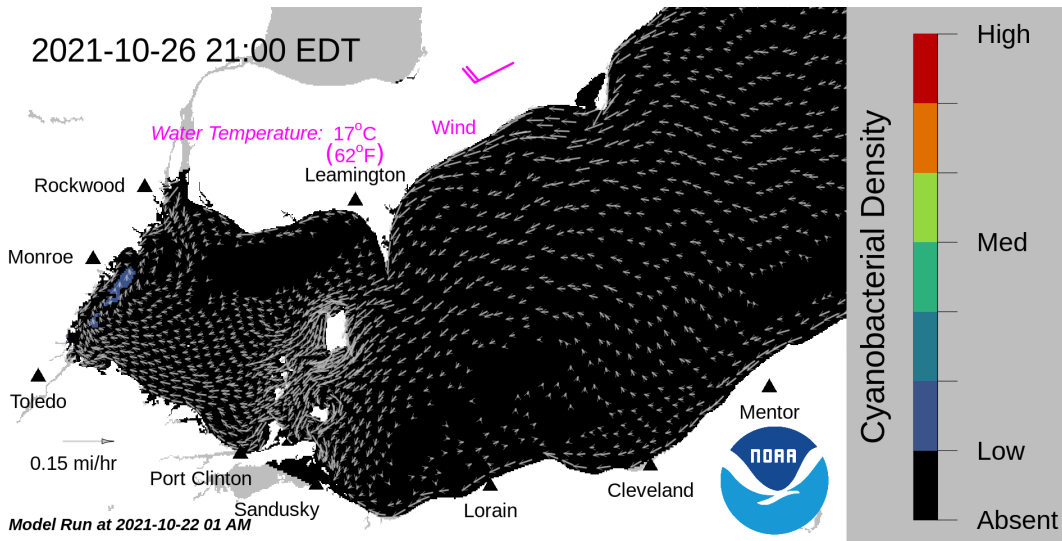 2021-10-26 21:00 EDT
High
Water Temperature: 17°C
(62°F)
Wind
Leamington
Rockwood
Monroe
Cyanobacterial Density
Med
Toledo
Mentor
0.15 mi/hr
Port Clinton
Sandusky
Lorain
Cleveland
NOAA
Low
Absent
Model Run at 2021-10-22 01 AM